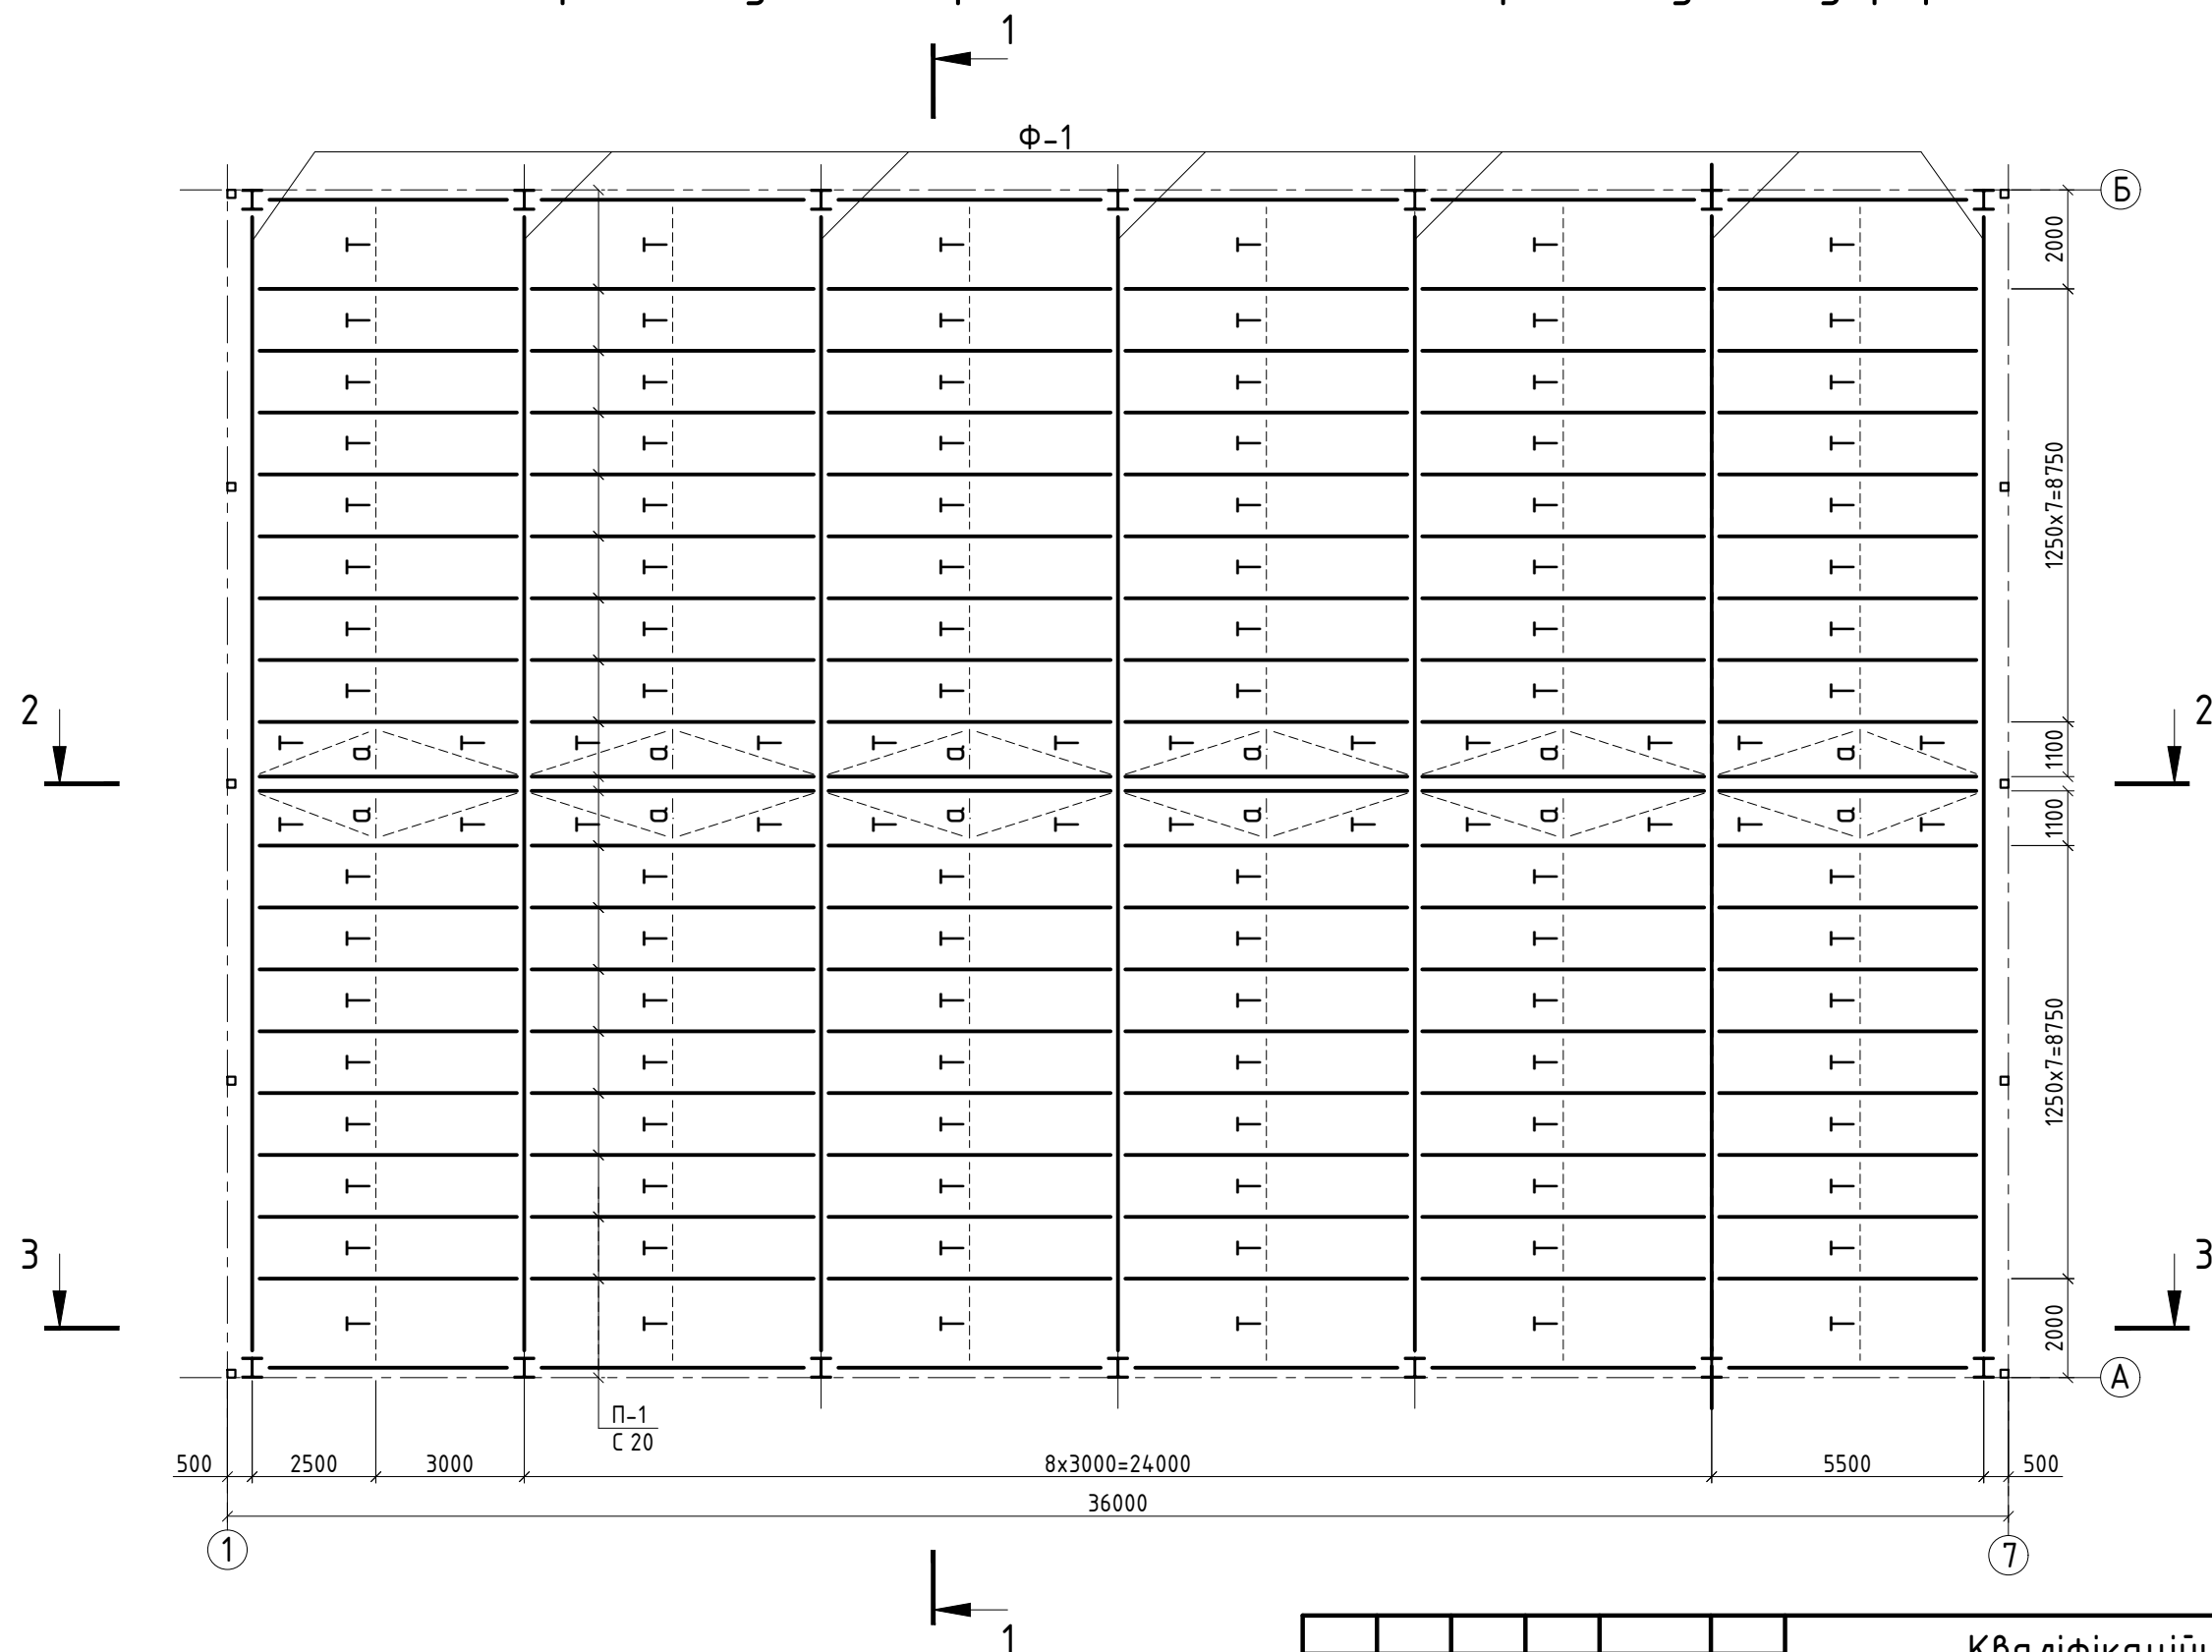 1
Ф-1
Б
Т Т Т Т Т Т
2000
Т Т Т Т Т Т
Т Т Т Т Т Т
Т Т Т Т Т Т
Т Т Т Т Т Т
1250х7=8750
Т Т Т Т Т Т
Т Т Т Т Т Т
Т Т Т Т Т Т
2 2
Т а Т Т а Т Т а Т Т а Т Т а Т Т а Т
1100
Т а Т Т а Т Т а Т Т а Т Т а Т Т а Т
1100
Т Т Т Т Т Т
Т Т Т Т Т Т
Т Т Т Т Т Т
Т Т Т Т Т Т
1250х7=8750
Т Т Т Т Т Т
Т Т Т Т Т Т
Т Т Т Т Т Т
3 3
Т Т Т Т Т Т
2000
А
П-1
С 20
500 2500 3000 8х3000=24000 5500 500
36000
1 7
1